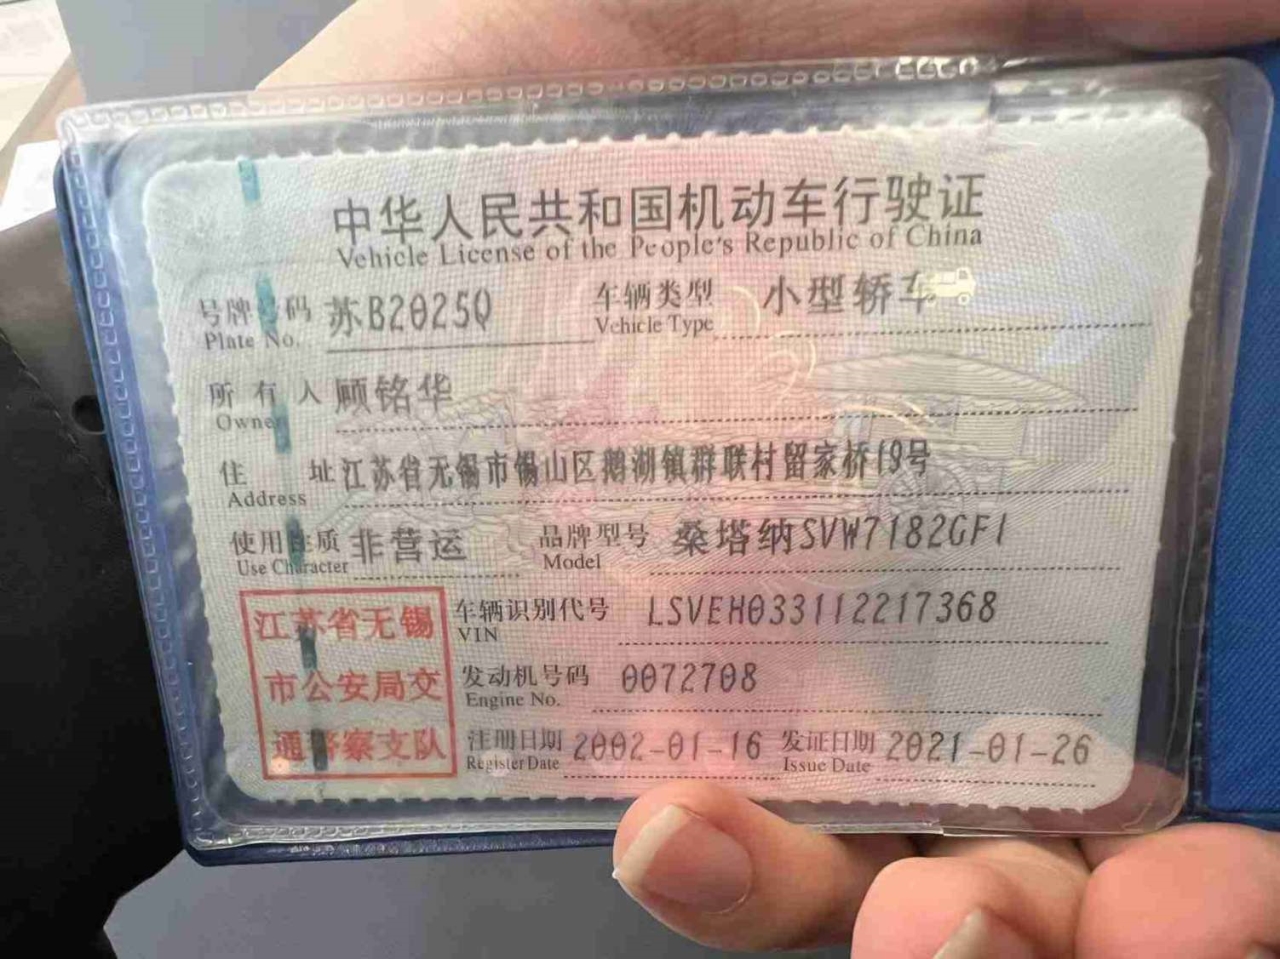 中华人民共和国机动车行驶证
Vehicle License of the People's Republic of China
号牌号码 苏B2025Q 车辆类型 小型轿车
Plate No. Vehicle Type
所有人 顾铭华
Owner
住址 江苏省无锡市锡山区鹅湖镇群联村留家桥19号
Address
使用性质 非营运 品牌型号 桑塔纳SVW7182GFI
Use Character Model
江苏省无锡
市公安局交
通警察支队
车辆识别代号 LSVEH033112217368
VIN
发动机号码 0072708
Engine No.
注册日期 2002-01-16 发证日期 2021-01-26
Register Date Issue Date